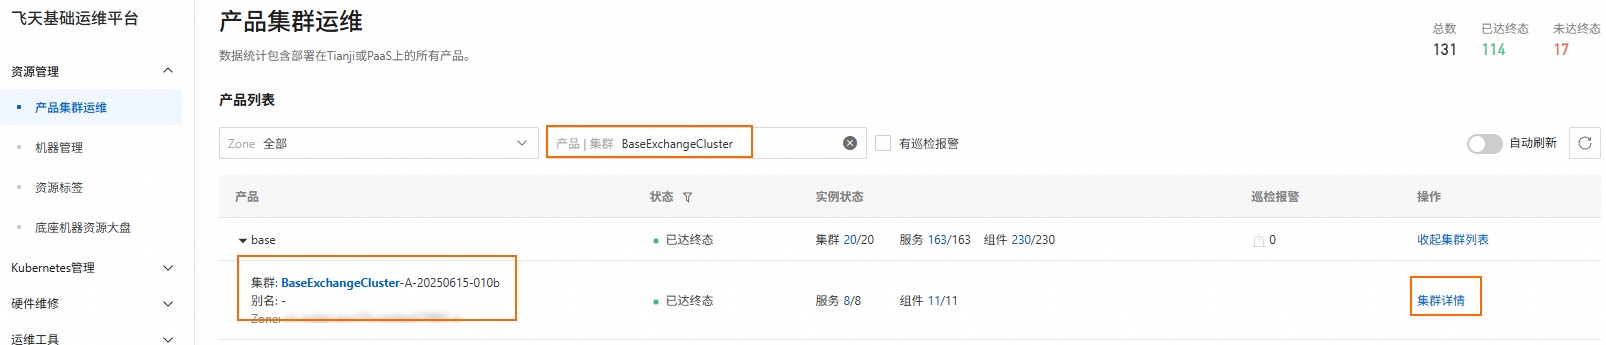 飞天基础运维平台
产品集群运维
数据统计包含部署在Tianji或PaaS上的所有产品。
总数 已达终态 未达终态
131 114 17
资源管理
产品集群运维
机器管理
资源标签
底座机器资源大盘
Kubernetes管理
硬件维修
运维工具
产品列表
Zone 全部 产品 | 集群 BaseExchangeCluster 有巡检报警 自动刷新
产品 状态 实例状态 巡检报警 操作
base 已达终态 集群 20/20 服务 163/163 组件 230/230 0 收起集群列表
集群: BaseExchangeCluster-A-20250615-010b
别名: - 已达终态 服务 8/8 组件 11/11 集群详情
Zone: